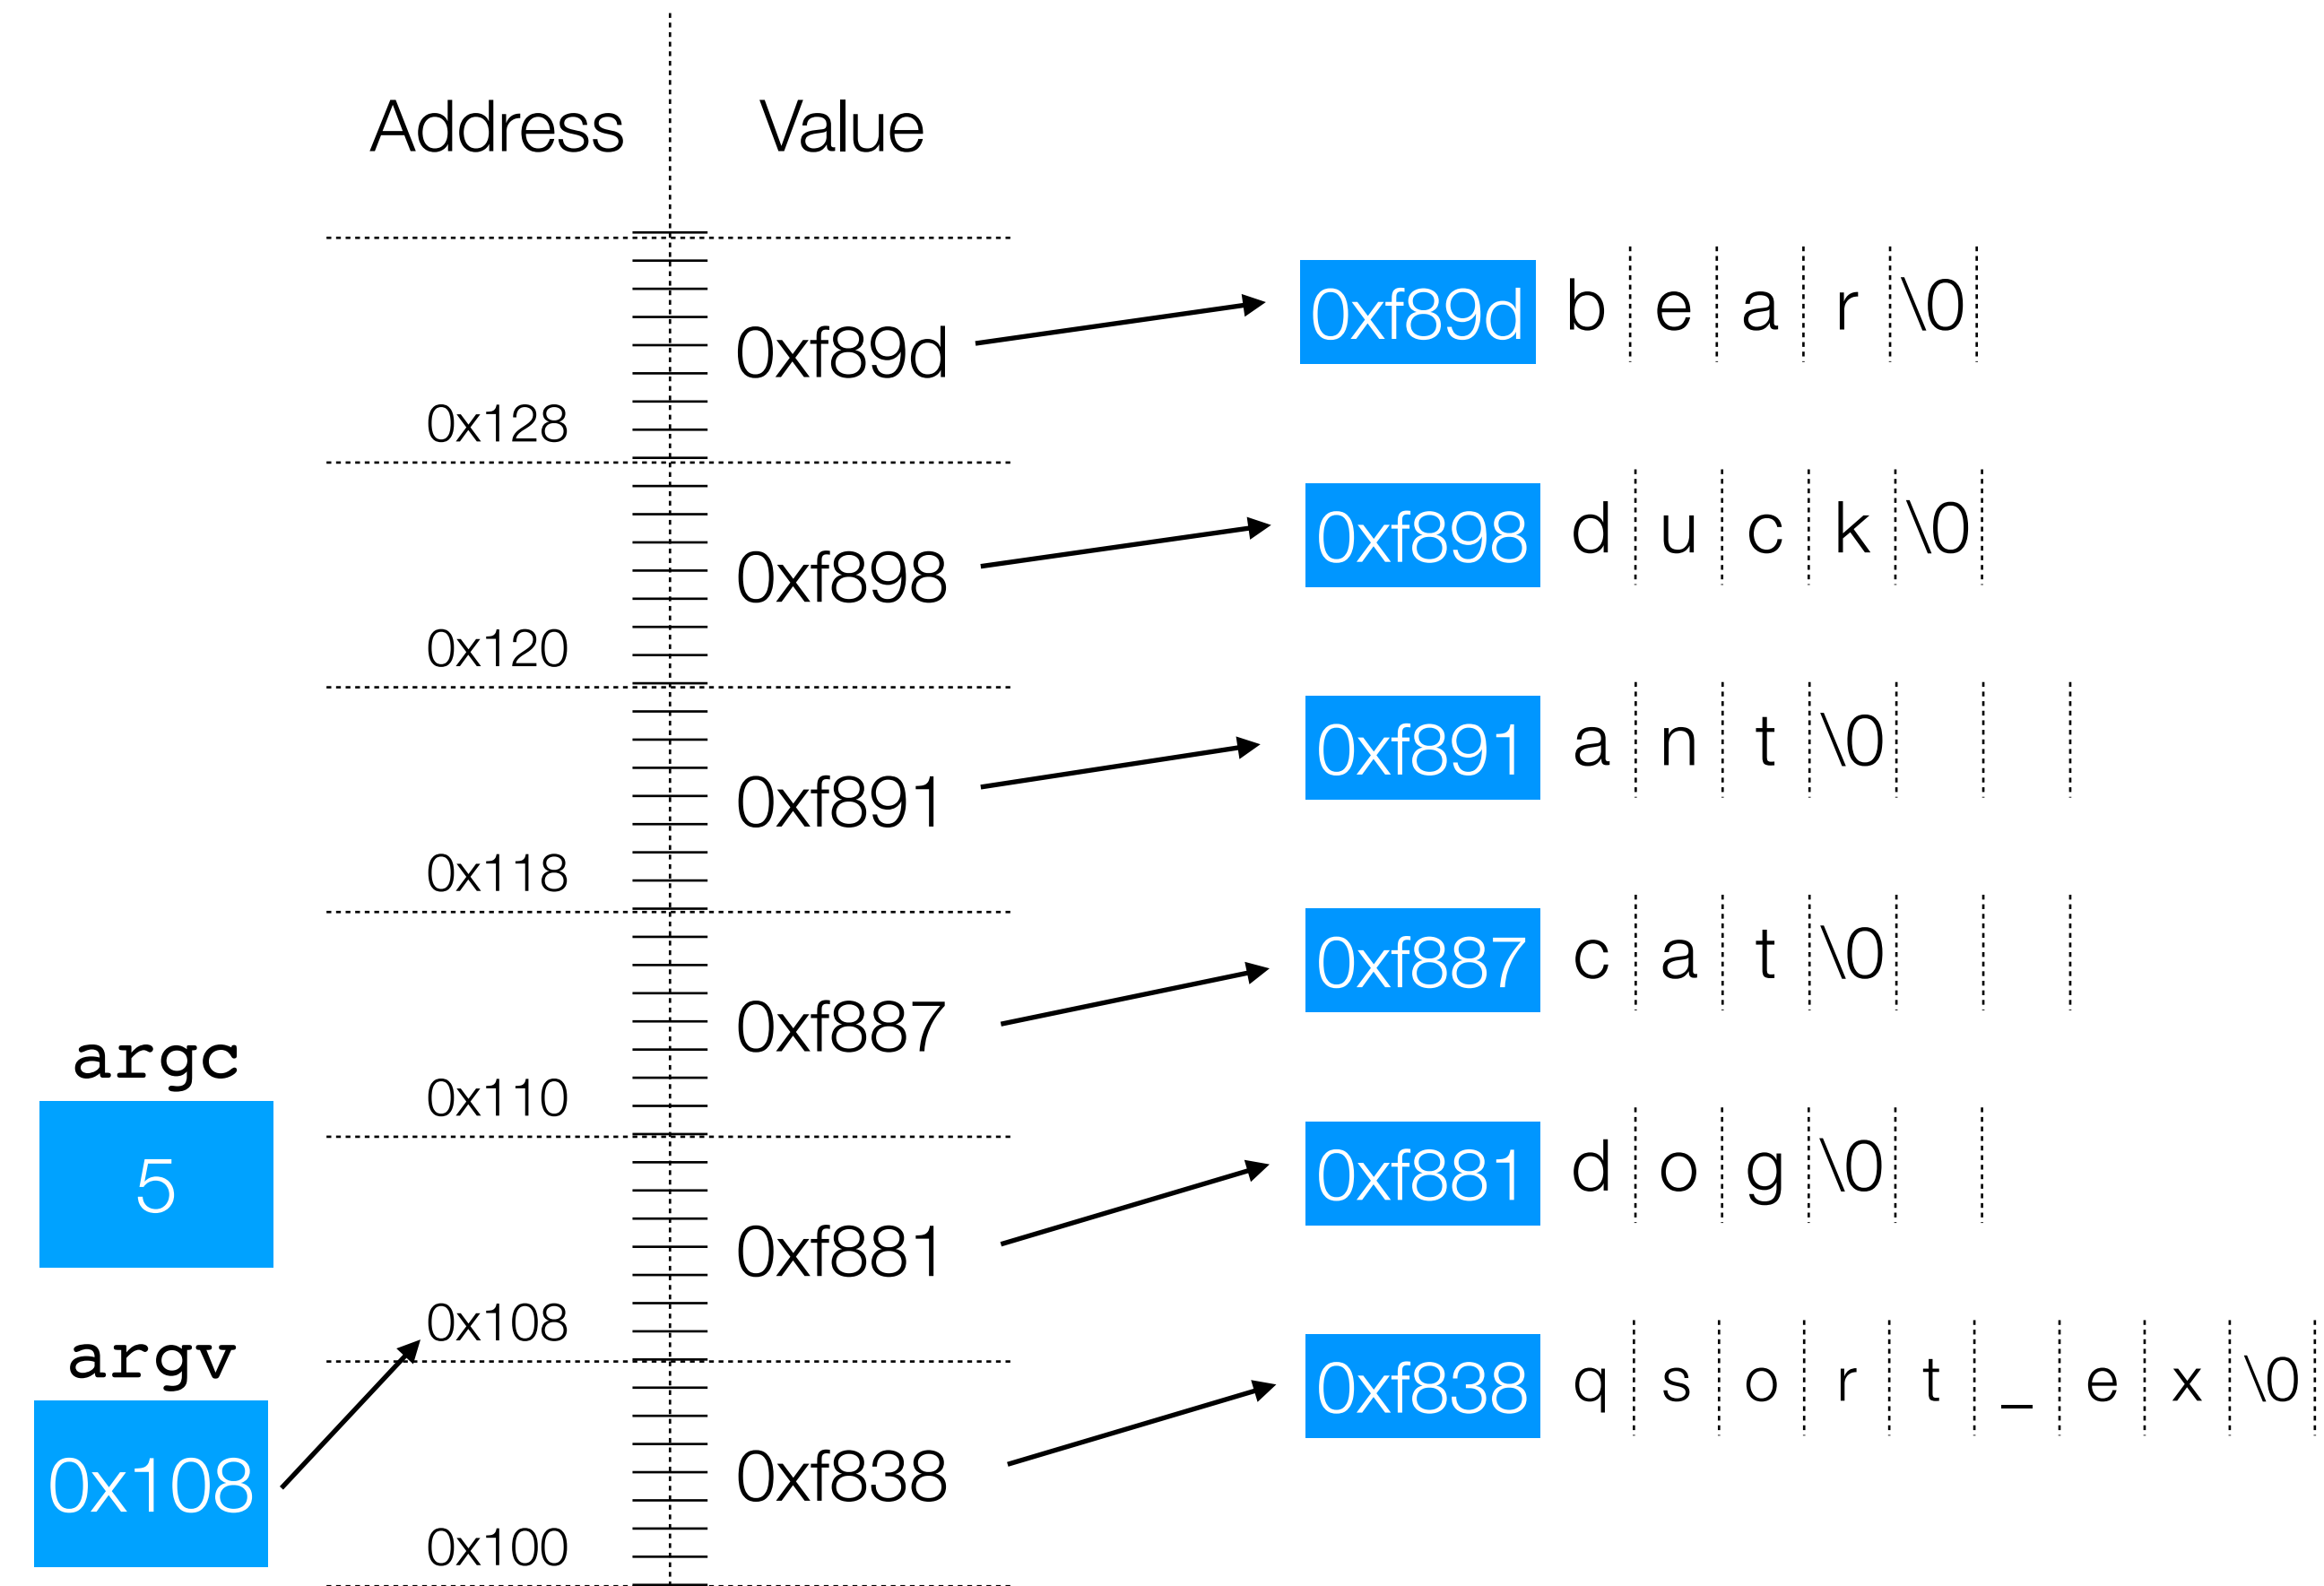 Address Value
0xf89d 0xf89d b e a r \0
0x128
0xf898 0xf898 d u c k \0
0x120
0xf891 0xf891 a n t \0
0x118
0xf887 0xf887 c a t \0
argc
0x110
5
0xf881 0xf881 d o g \0
0x108
argv
0x108
0xf838 0xf838 q s o r t _ e x \0
0x100